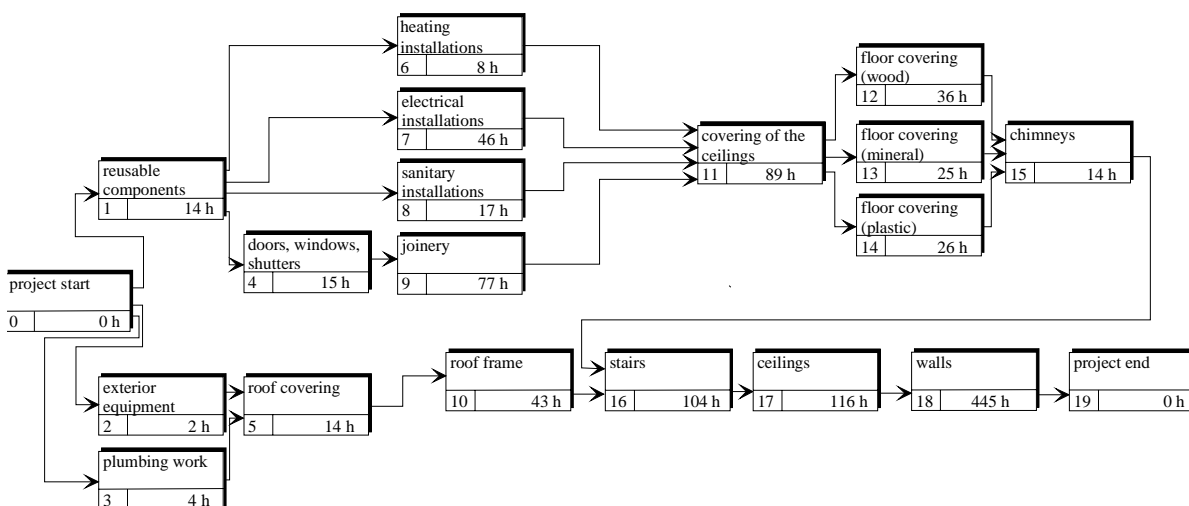 project start
0 0 h
reusable
components
1 14 h
exterior
equipment
2 2 h
plumbing work
3 4 h
doors, windows,
shutters
4 15 h
roof covering
5 14 h
heating
installations
6 8 h
electrical
installations
7 46 h
sanitary
installations
8 17 h
joinery
9 77 h
roof frame
10 43 h
covering of the
ceilings
11 89 h
floor covering
(wood)
12 36 h
floor covering
(mineral)
13 25 h
floor covering
(plastic)
14 26 h
chimneys
15 14 h
stairs
16 104 h
ceilings
17 116 h
walls
18 445 h
project end
19 0 h